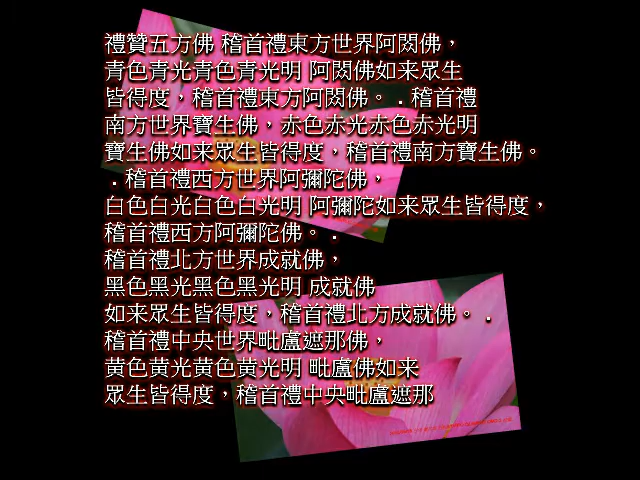 禮贊五方佛 稽首禮東方世界阿閦佛，
青色青光青色青光明 阿閦佛如来眾生
皆得度，稽首禮東方阿閦佛。．稽首禮
南方世界寶生佛，赤色赤光赤色赤光明
寶生佛如来眾生皆得度，稽首禮南方寶生佛。
．稽首禮西方世界阿彌陀佛，
白色白光白色白光明 阿彌陀如来眾生皆得度，
稽首禮西方阿彌陀佛。．
稽首禮北方世界成就佛，
黑色黑光黑色黑光明 成就佛
如来眾生皆得度，稽首禮北方成就佛。．
稽首禮中央世界毗盧遮那佛，
黄色黄光黄色黄光明 毗盧佛如来
眾生皆得度，稽首禮中央毗盧遮那